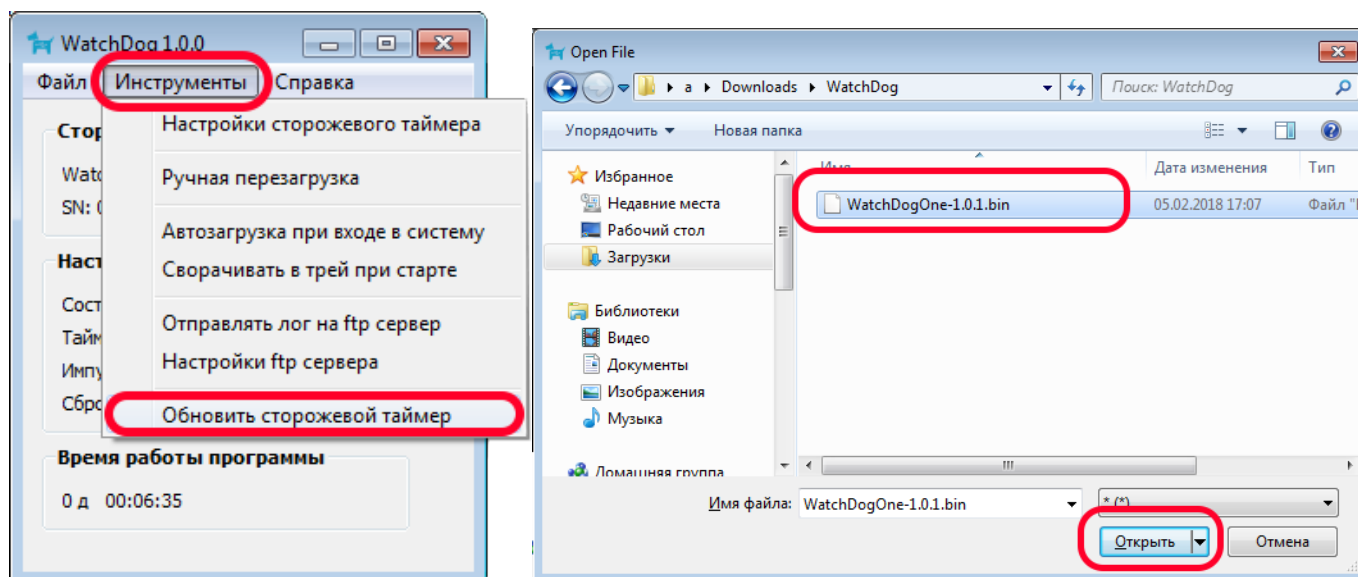 WatchDog 1.0.0
Файл Инструменты Справка
Настройки сторожевого таймера
Ручная перезагрузка
SN:
Автозагрузка при входе в систему
Сворачивать в трей при старте
Отправлять лог на ftp сервер
Настройки ftp сервера
Обновить сторожевой таймер
Время работы программы
0 д 00:06:35
Open File
a Downloads WatchDog
Поиск: WatchDog
Упорядочить Новая папка
Имя Дата изменения Тип
WatchDogOne-1.0.1.bin 05.02.2018 17:07 Файл "
Избранное
Недавние места
Рабочий стол
Загрузки
Библиотеки
Видео
Документы
Изображения
Музыка
Домашняя группа
Имя файла: WatchDogOne-1.0.1.bin * (*)
Открыть Отмена